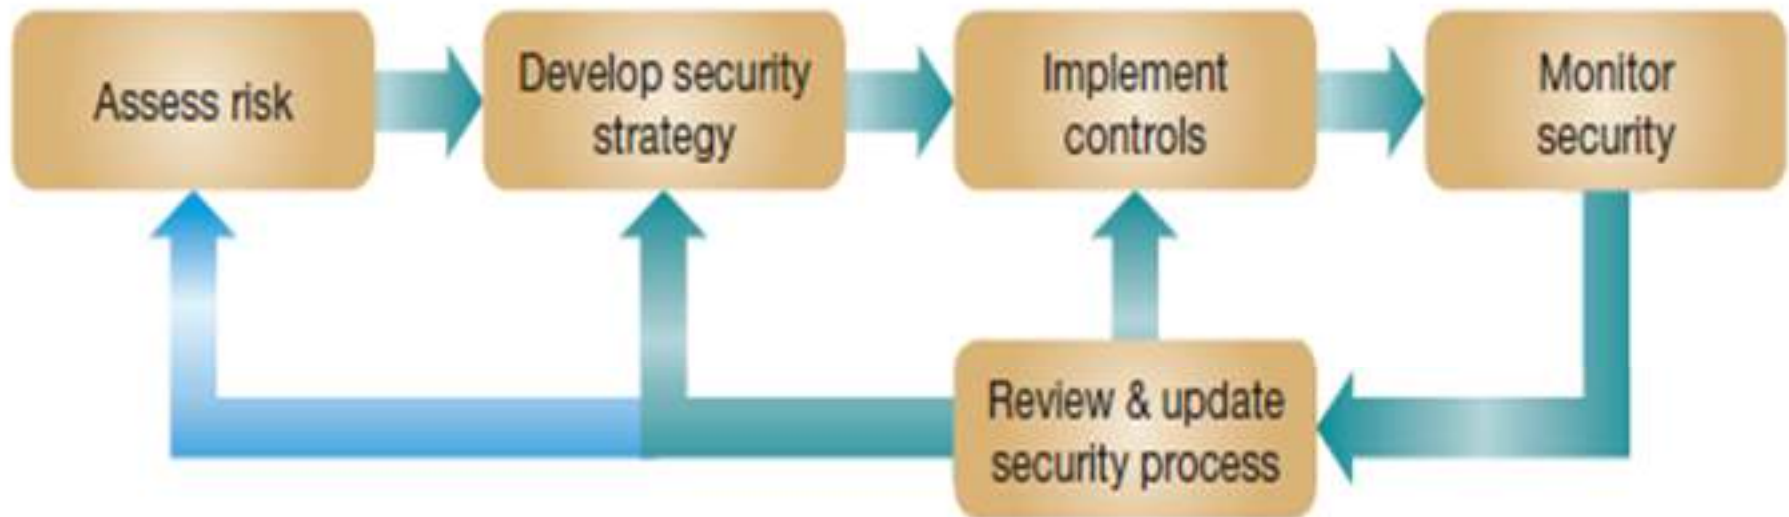 Assess risk
Develop security
strategy
Implement
controls
Monitor
security
Review & update
security process